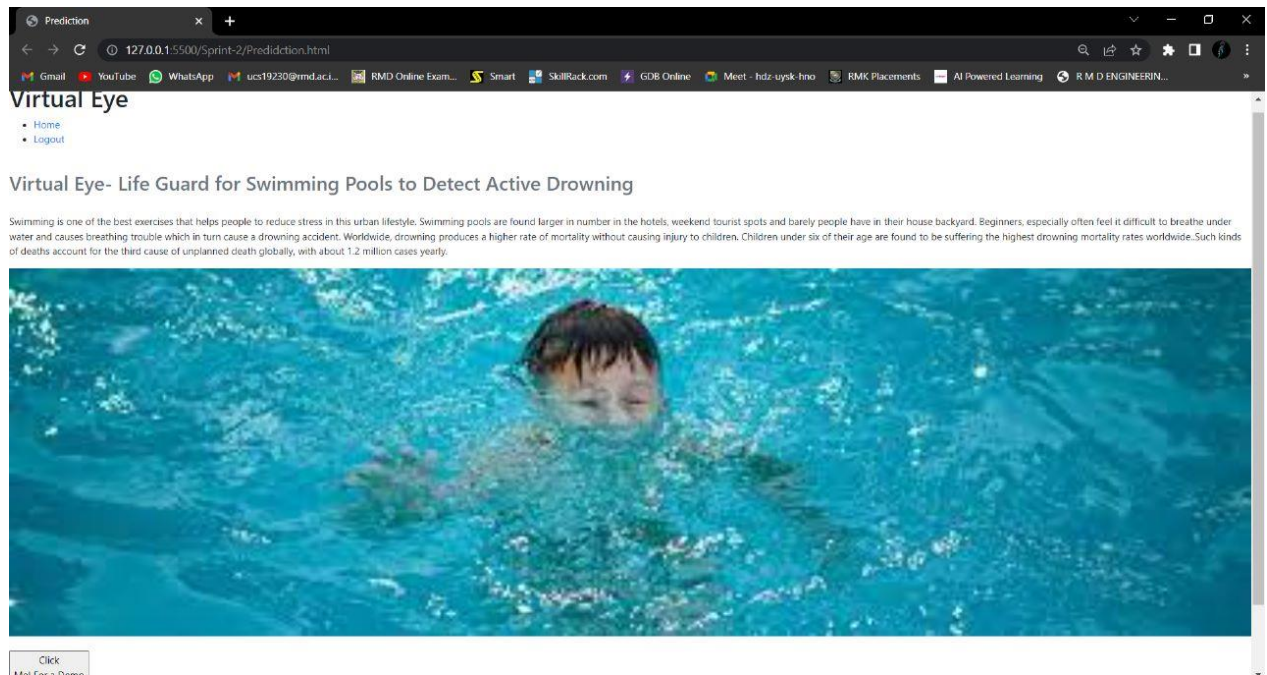 Prediction
127.0.0.1:5500/Sprint-2/Predidction.html
Gmail YouTube WhatsApp ucs19230@rmd.ac.i... RMD Online Exam... Smart SkillRack.com GDB Online Meet - hdz-uysk-hno RMK Placements AI Powered Learning R M D ENGINEERIN... »
Virtual Eye
• Home
• Logout
Virtual Eye- Life Guard for Swimming Pools to Detect Active Drowning
Swimming is one of the best exercises that helps people to reduce stress in this urban lifestyle. Swimming pools are found larger in number in the hotels, weekend tourist spots and barely people have in their house backyard. Beginners, especially often feel it difficult to breathe under
water and causes breathing trouble which in turn cause a drowning accident. Worldwide, drowning produces a higher rate of mortality without causing injury to children. Children under six of their age are found to be suffering the highest drowning mortality rates worldwide..Such kinds
of deaths account for the third cause of unplanned death globally, with about 1.2 million cases yearly.
Click
Me! For a Demo